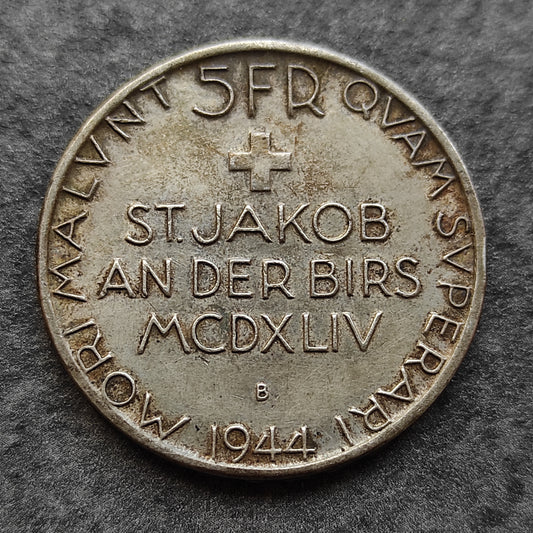 MORI MALVNT 5FR QVAM SVPERARI
ST. JAKOB
AN DER BIRS
MCDXLIV
B
1944